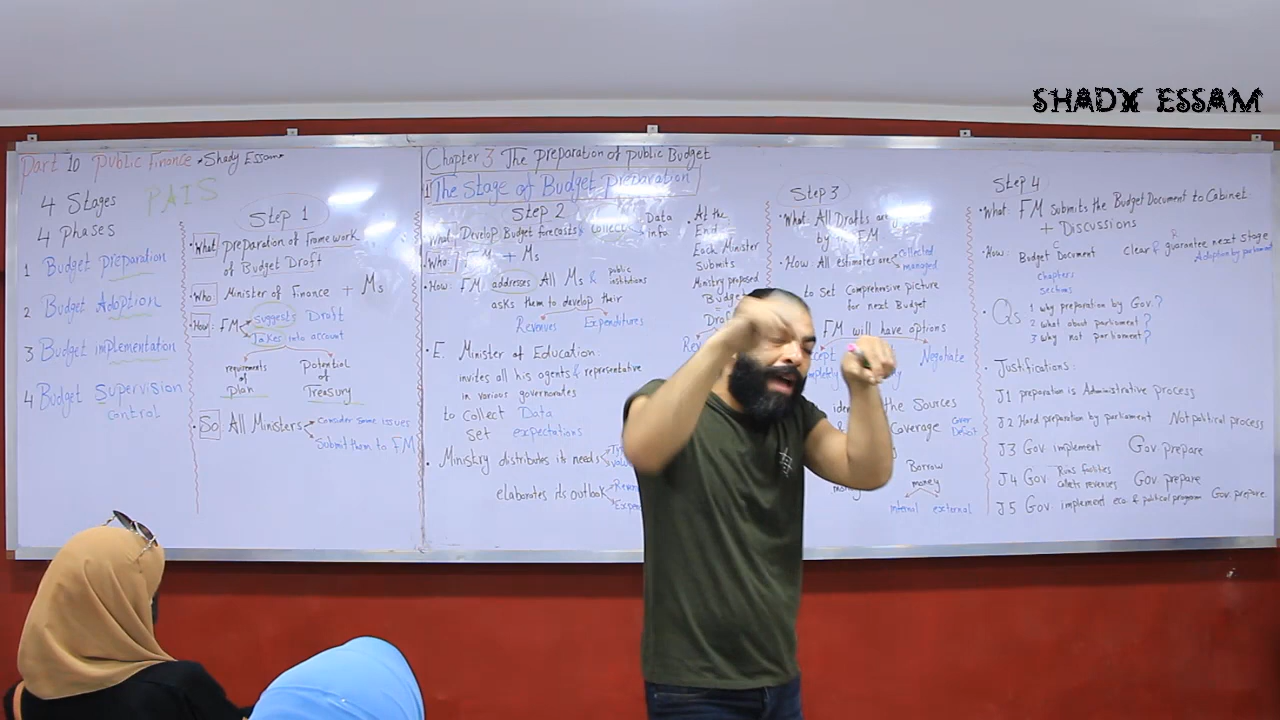 SHADY ESSAM
Part 10 Public Finance *Shady Essam*
PAIS
4 Stages
4 Phases
1 Budget preparation
2 Budget Adoption
3 Budget implementation
4 Budget Supervision
control
Step 1
• What preparation of framework
of Budget Draft
Who Minister of Finance + Ms
How: FM suggests Draft
Takes into account
requirements of Plan
Potential of Treasury
• So All Ministers Consider some issues
Submit them to FM
Chapter 3 The preparation of public Budget
1 The Stage of Budget Preparation
Step 2
What Develop Budget forecasts & collect Data
info.
• Who FM + Ms
• How: FM addresses All Ms & public institutions
asks them to develop their
Revenues Expenditures
• E. Minister of Education:
invites all his agents & representative
in various governorates
to collect Data
set expectations
• Ministry distributes its needs
elaborates its outlook
• At the
End
Each Minister
Submits
Ministry proposed
Step 3
• What All Drafts
by FM
• How All estimates are collected
managed
to set comprehensive picture
for next Budget
FM will have options
Negotiate
the Sources
& Coverage over
Deficit
Borrow
money
money
internal external
Step 4
• What: FM Submits the Budget Document to Cabinet
+ Discussions
• How: Budget Document clear & guarantee next stage
Adoption by parliament
chapters
sections
• Qs 1 why preparation by Gov?
2 what about parliament?
3 why not parliament?
• Justifications:
J1 preparation is Administrative process
J2 Hard preparation by parliament Not political process
J3 Gov implement Gov prepare
J4 Gov Runs facilities
collects revenues Gov prepare
J5 Gov implement eco & political program Gov prepare